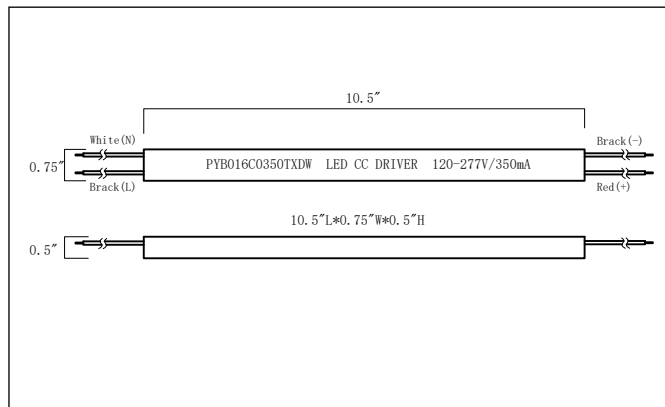 10.5"
White(N)
Brack(-)
0.75"
PYB016C0350TXDW LED CC DRIVER 120-277V/350mA
Brack(L)
Red(+)
10.5"L*0.75"W*0.5"H
0.5"